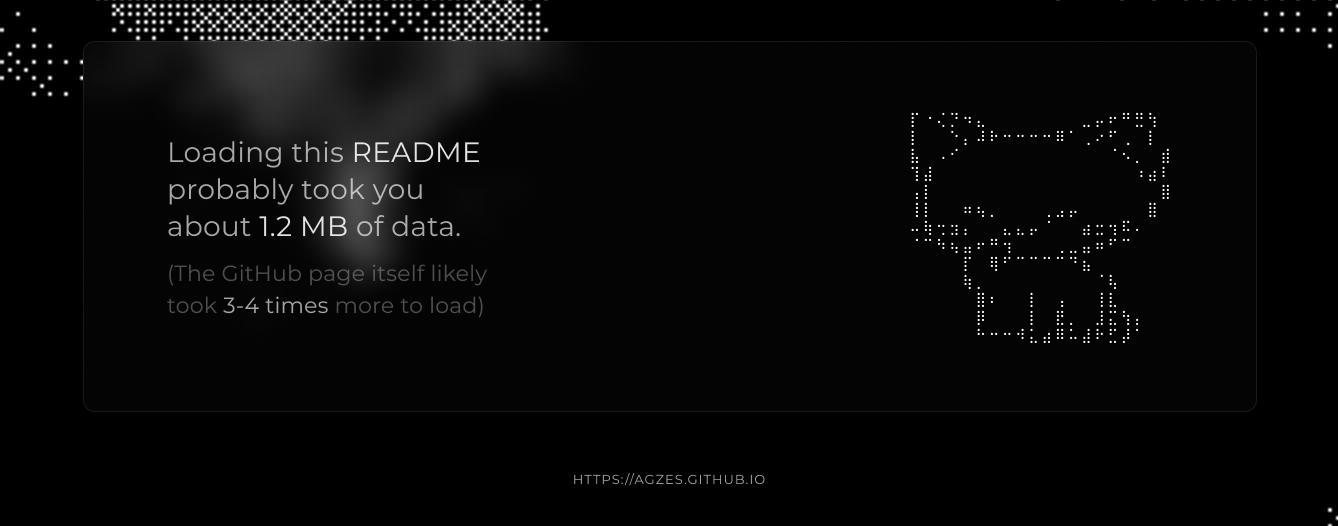 Loading this README
probably took you
about 1.2 MB of data.
(The GitHub page itself likely
took 3-4 times more to load)
HTTPS://AGZES.GITHUB.IO